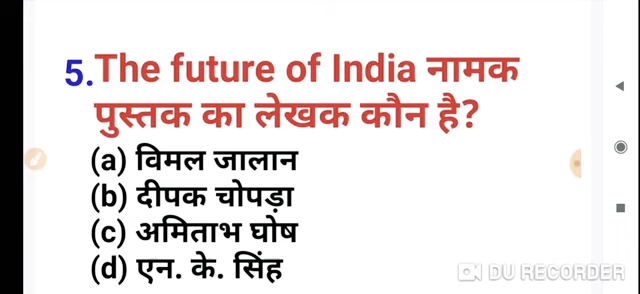 5.The future of India नामक
पुस्तक का लेखक कौन है?
(a) विमल जालान
(b) दीपक चोपड़ा
(c) अमिताभ घोष
(d) एन. के. सिंह
DU RECORDER